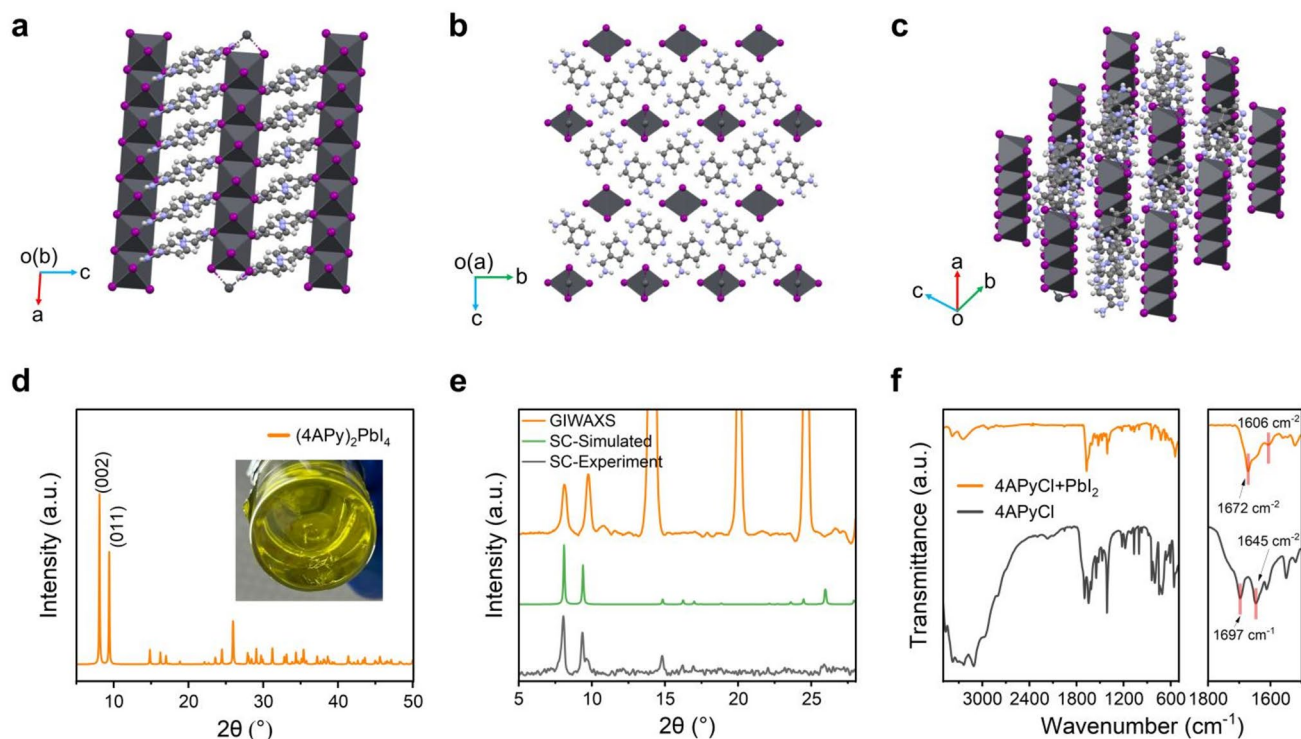 a
b
c
o(b)
c
a
o(a)
b
c
a
b
c
o
d
e
f
Intensity (a.u.)
(002)
(011)
(4APy)₂PbI₄
5 10 20 30 40 50
2θ (°)
Intensity (a.u.)
GIWAXS
SC-Simulated
SC-Experiment
5 10 15 20 25
2θ (°)
Transmittance (a.u.)
4APyCl+PbI₂
4APyCl
1606 cm⁻²
1672 cm⁻²
1645 cm⁻²
1697 cm⁻¹
3000 2400 1800 1200 600
1800 1600
Wavenumber (cm⁻¹)